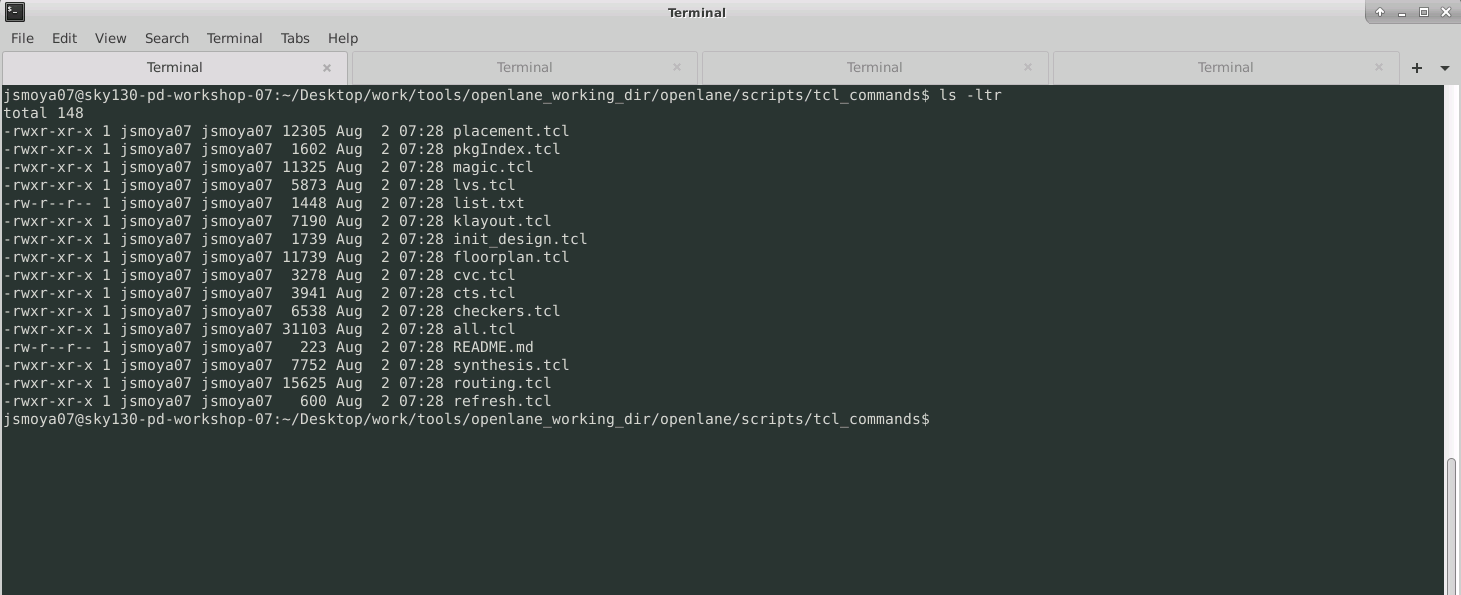 Terminal
File Edit View Search Terminal Tabs Help
Terminal Terminal Terminal Terminal
jsmoya07@sky130-pd-workshop-07:~/Desktop/work/tools/openlane_working_dir/openlane/scripts/tcl_commands$ ls -ltr
total 148
-rwxr-xr-x 1 jsmoya07 jsmoya07 12305 Aug  2 07:28 placement.tcl
-rwxr-xr-x 1 jsmoya07 jsmoya07  1602 Aug  2 07:28 pkgIndex.tcl
-rwxr-xr-x 1 jsmoya07 jsmoya07 11325 Aug  2 07:28 magic.tcl
-rwxr-xr-x 1 jsmoya07 jsmoya07  5873 Aug  2 07:28 lvs.tcl
-rw-r--r-- 1 jsmoya07 jsmoya07  1448 Aug  2 07:28 list.txt
-rwxr-xr-x 1 jsmoya07 jsmoya07  7190 Aug  2 07:28 klayout.tcl
-rwxr-xr-x 1 jsmoya07 jsmoya07  1739 Aug  2 07:28 init_design.tcl
-rwxr-xr-x 1 jsmoya07 jsmoya07 11739 Aug  2 07:28 floorplan.tcl
-rwxr-xr-x 1 jsmoya07 jsmoya07  3278 Aug  2 07:28 cvc.tcl
-rwxr-xr-x 1 jsmoya07 jsmoya07  3941 Aug  2 07:28 cts.tcl
-rwxr-xr-x 1 jsmoya07 jsmoya07  6538 Aug  2 07:28 checkers.tcl
-rwxr-xr-x 1 jsmoya07 jsmoya07 31103 Aug  2 07:28 all.tcl
-rw-r--r-- 1 jsmoya07 jsmoya07   223 Aug  2 07:28 README.md
-rwxr-xr-x 1 jsmoya07 jsmoya07  7752 Aug  2 07:28 synthesis.tcl
-rwxr-xr-x 1 jsmoya07 jsmoya07 15625 Aug  2 07:28 routing.tcl
-rwxr-xr-x 1 jsmoya07 jsmoya07   600 Aug  2 07:28 refresh.tcl
jsmoya07@sky130-pd-workshop-07:~/Desktop/work/tools/openlane_working_dir/openlane/scripts/tcl_commands$